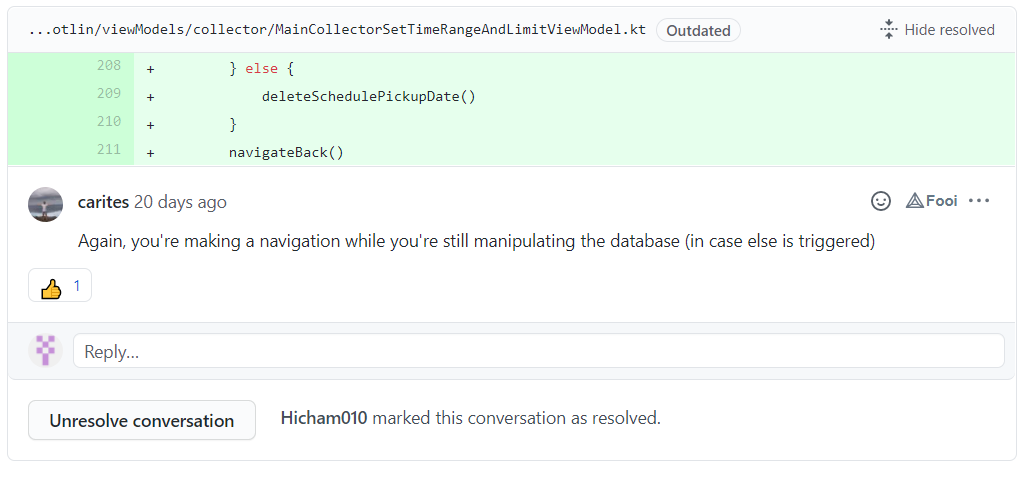 ...otlin/viewModels/collector/MainCollectorSetTimeRangeAndLimitViewModel.kt Outdated Hide resolved
208 + } else {
209 + deleteSchedulePickupDate()
210 + }
211 + navigateBack()
carites 20 days ago Fooi ...
Again, you're making a navigation while you're still manipulating the database (in case else is triggered)
1
Reply...
Unresolve conversation Hicham010 marked this conversation as resolved.